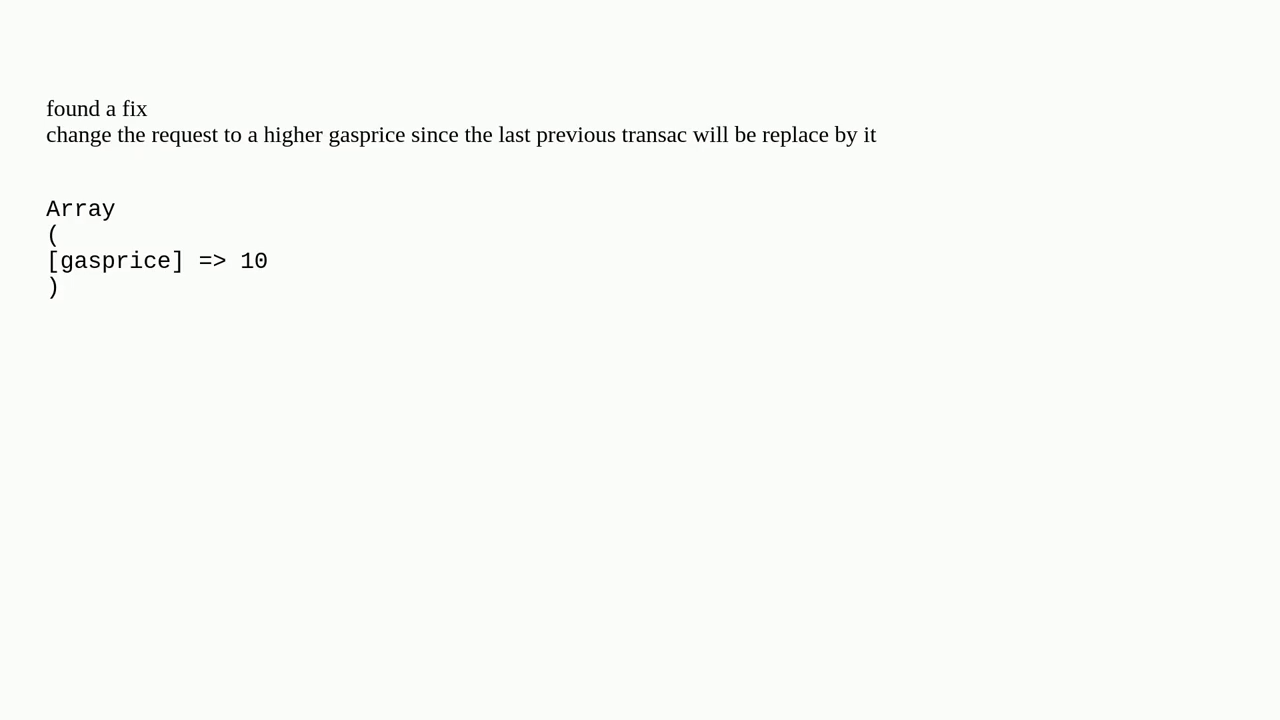 found a fix
change the request to a higher gasprice since the last previous transac will be replace by it
Array
(
[gasprice] => 10
)